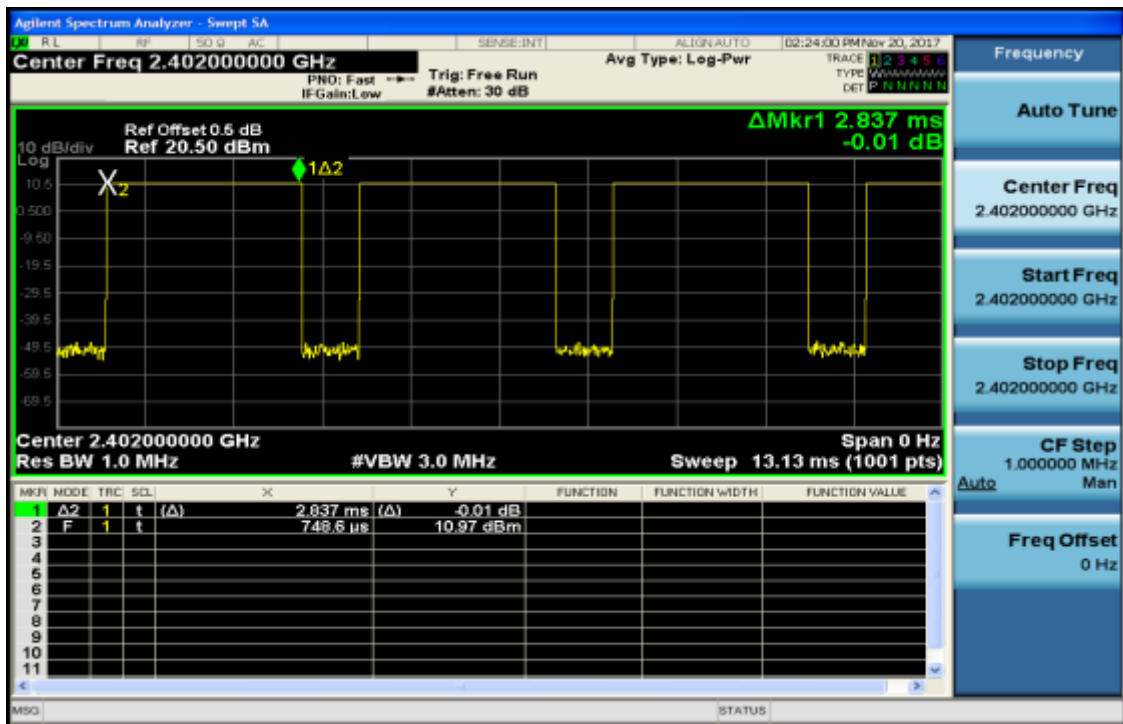 Agilent Spectrum Analyzer - Swept SA
RL RF 50 Ω AC SENSE:INT ALIGN AUTO 02:24:00 PM Nov 20, 2017
Center Freq 2.402000000 GHz
PNO: Fast
IFGain:Low
Trig: Free Run
#Atten: 30 dB
Avg Type: Log-Pwr
TRACE 1 2 3 4 5 6
TYPE
DET P N N N N N
Ref Offset 0.5 dB
Ref 20.50 dBm
10 dB/div
Log
ΔMkr1 2.837 ms
-0.01 dB
10.5
0.500
-9.50
-19.5
-29.5
-39.5
-49.5
-59.5
-69.5
X2
1Δ2
Center 2.402000000 GHz Span 0 Hz
Res BW 1.0 MHz #VBW 3.0 MHz Sweep 13.13 ms (1001 pts)
MKR MODE TRC SCL X Y FUNCTION FUNCTION WIDTH FUNCTION VALUE
1 Δ2 1 t (Δ) 2.837 ms (Δ) -0.01 dB
2 F 1 t 748.6 µs 10.97 dBm
3
4
5
6
7
8
9
10
11
MSG STATUS
Frequency
Auto Tune
Center Freq
2.402000000 GHz
Start Freq
2.402000000 GHz
Stop Freq
2.402000000 GHz
CF Step
1.000000 MHz
Auto Man
Freq Offset
0 Hz